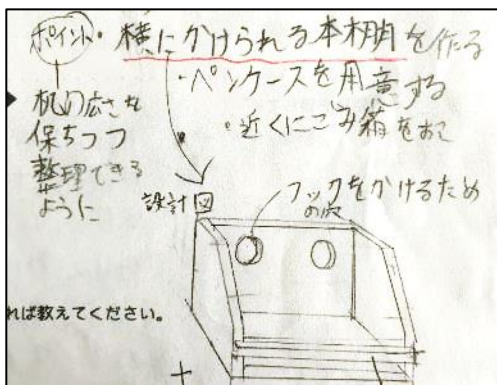 ポイント・横にかけられる本棚を作る
・ペンケースを用意する
・近くにごみ箱をおく
机の広さを
保ちつつ
整理できる
ように
設計図
フックをかけるため
の穴
れば教えてください。